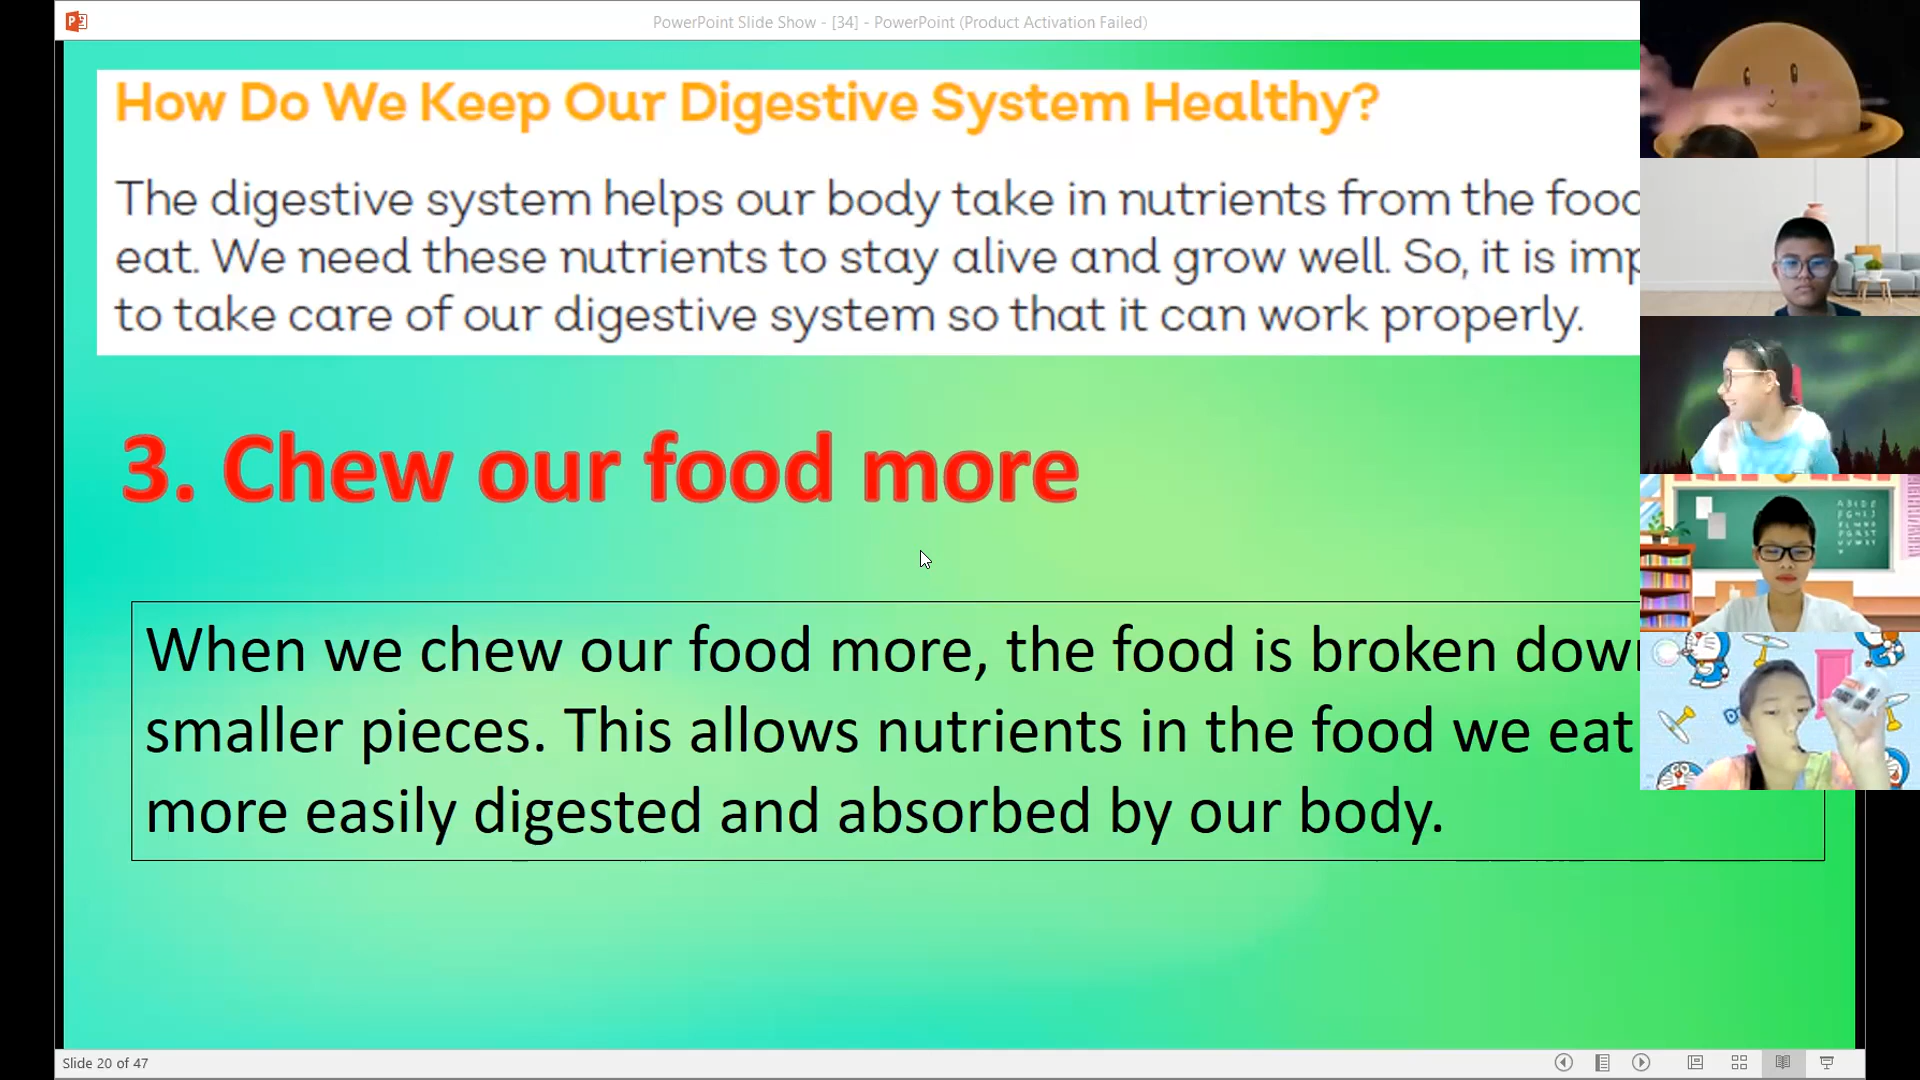 PowerPoint Slide Show - [34] - PowerPoint (Product Activation Failed)
How Do We Keep Our Digestive System Healthy?
The digestive system helps our body take in nutrients from the food
eat. We need these nutrients to stay alive and grow well. So, it is imp
to take care of our digestive system so that it can work properly.
3. Chew our food more
When we chew our food more, the food is broken dow
smaller pieces. This allows nutrients in the food we eat
more easily digested and absorbed by our body.
Slide 20 of 47